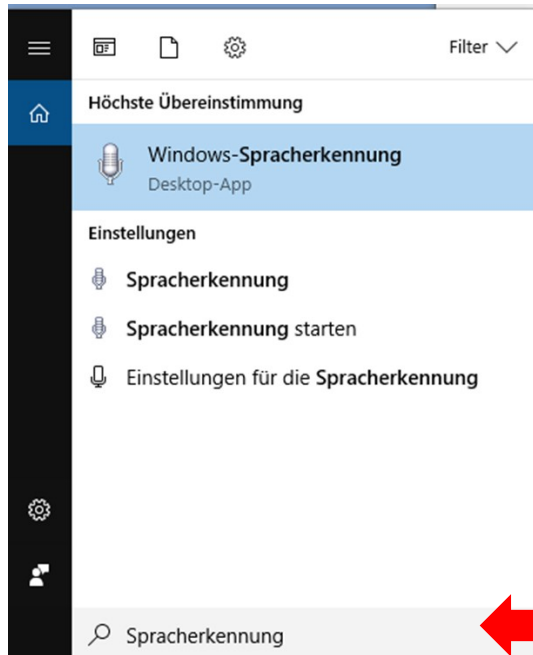 Filter
Höchste Übereinstimmung
Windows-Spracherkennung
Desktop-App
Einstellungen
Spracherkennung
Spracherkennung starten
Einstellungen für die Spracherkennung
Spracherkennung